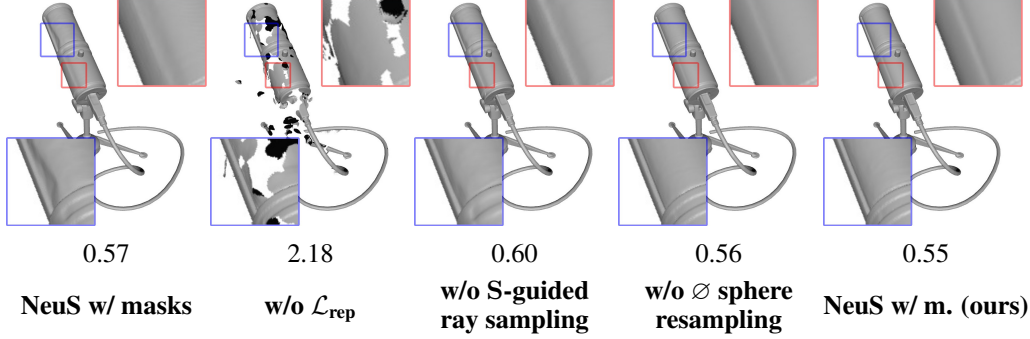 0.57 2.18 0.60 0.56 0.55
NeuS w/ masks w/o ℒrep w/o S-guided ray sampling w/o ∅ sphere resampling NeuS w/ m. (ours)